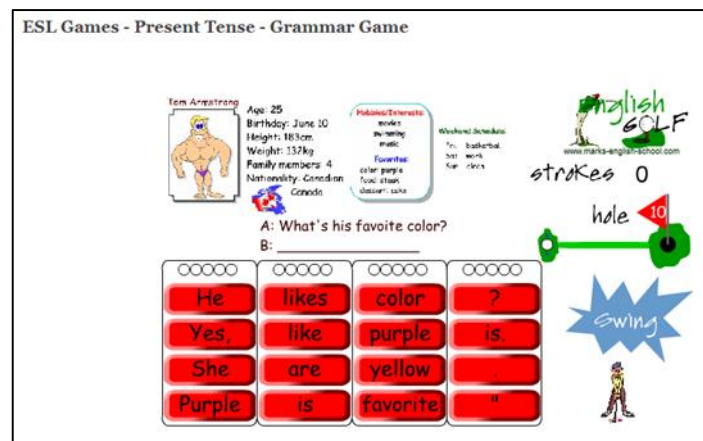 ESL Games - Present Tense - Grammar Game
Tom Armstrong
Age: 25
Birthday: June 10
Height: 183cm
Weight: 137kg
Family members: 4
Nationality: Canadian
Canada
Hobbies/Interests:
movies
swimming
music
Favorites:
color: purple
food: steak
dessert: cake
Weekend Schedule:
Fri. basketbal
Sat. work
Sun.
english
GOLF
www.marks-english-school.com
strokes 0
hole 10
A: What's his favoite color?
B: ____________________
He likes color ?
Yes, like purple is.
She are yellow .
Purple is favorite "
swing